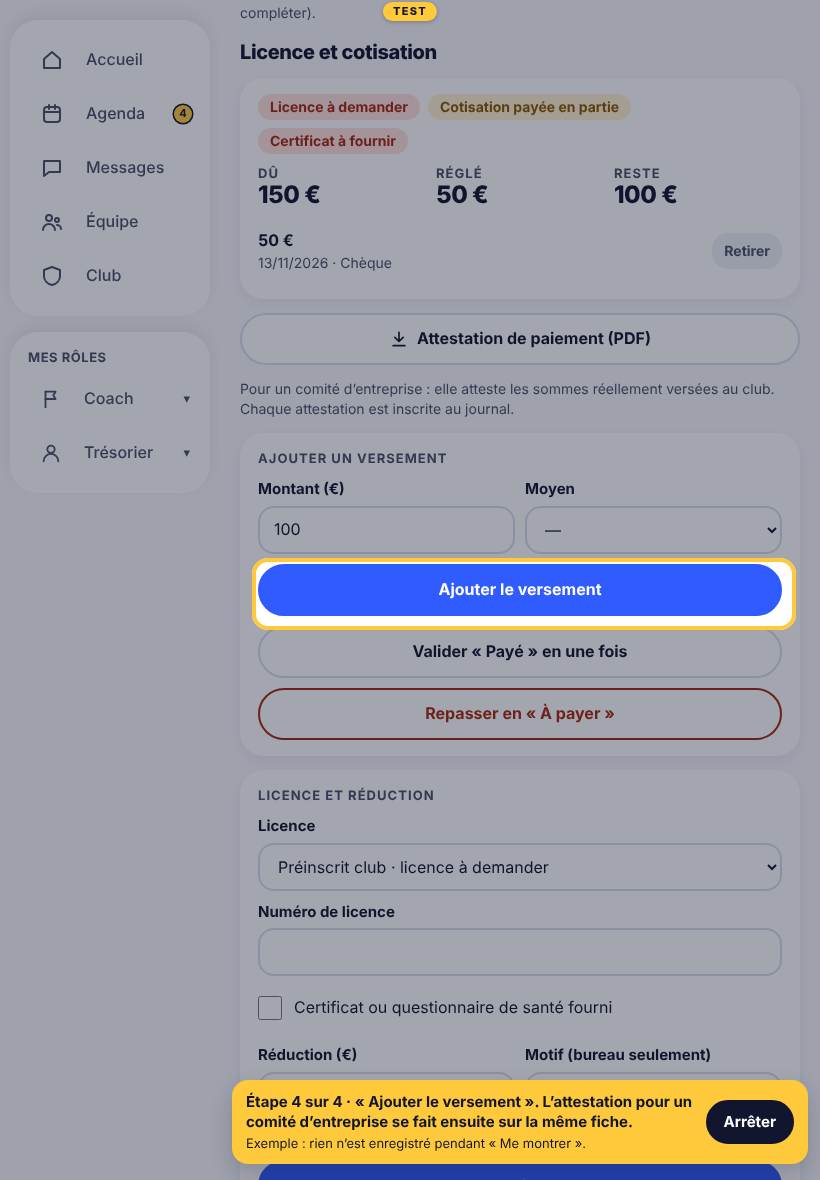 compléter).
TEST
Accueil
Agenda
4
Messages
Équipe
Club
MES RÔLES
Coach ▾
Trésorier ▾
Licence et cotisation
Licence à demander
Cotisation payée en partie
Certificat à fournir
DÛ
150 €
RÉGLÉ
50 €
RESTE
100 €
50 €
13/11/2026 · Chèque
Retirer
Attestation de paiement (PDF)
Pour un comité d’entreprise : elle atteste les sommes réellement versées au club.
Chaque attestation est inscrite au journal.
AJOUTER UN VERSEMENT
Montant (€)
100
Moyen
—
Ajouter le versement
Valider « Payé » en une fois
Repasser en « À payer »
LICENCE ET RÉDUCTION
Licence
Préinscrit club · licence à demander
Numéro de licence
Certificat ou questionnaire de santé fourni
Réduction (€)
Motif (bureau seulement)
Étape 4 sur 4 · « Ajouter le versement ». L’attestation pour un
comité d’entreprise se fait ensuite sur la même fiche.
Exemple : rien n’est enregistré pendant « Me montrer ».
Arrêter